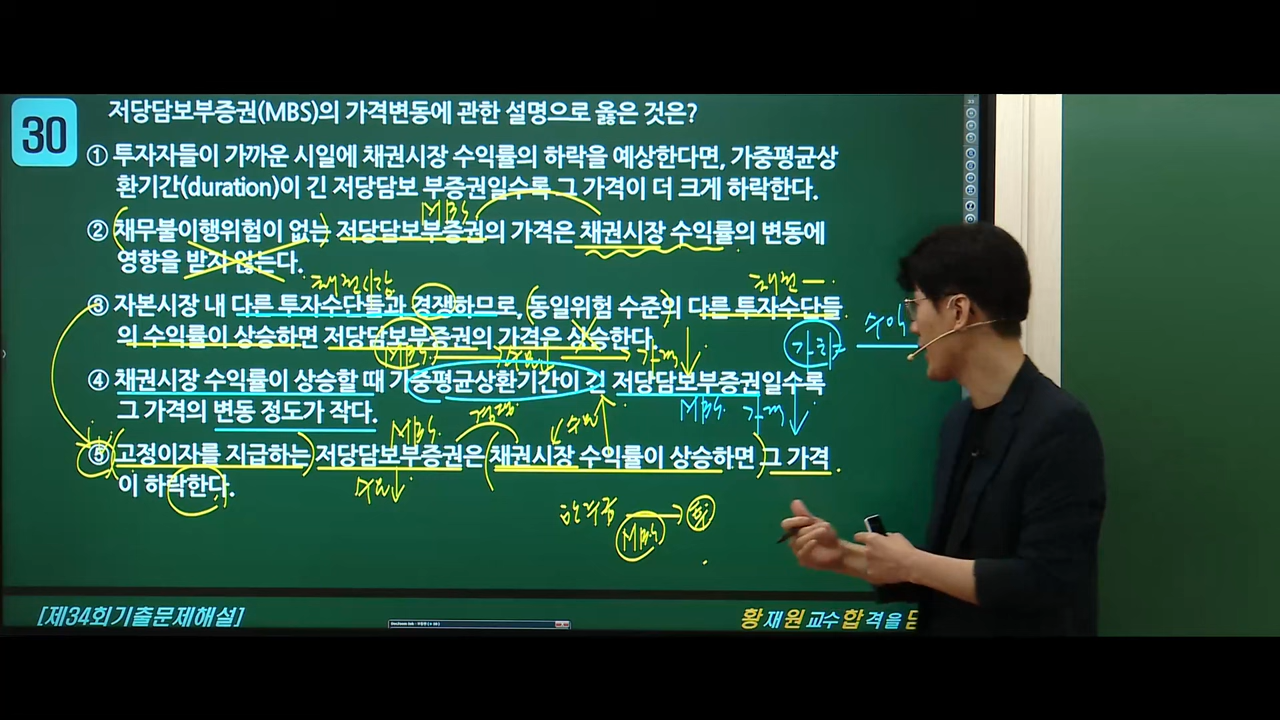 30
저당담보부증권(MBS)의 가격변동에 관한 설명으로 옳은 것은?
① 투자자들이 가까운 시일에 채권시장 수익률의 하락을 예상한다면, 가중평균상
환기간(duration)이 긴 저당담보 부증권일수록 그 가격이 더 크게 하락한다.
MBS
② 채무불이행위험이 없는 저당담보부증권의 가격은 채권시장 수익률의 변동에
영향을 받지 않는다.
채권시장
③ 자본시장 내 다른 투자수단들과 경쟁하므로, 동일위험 수준의 다른 투자수단들
의 수익률이 상승하면 저당담보부증권의 가격은 상승한다.
MBS
④ 채권시장 수익률이 상승할 때 가중평균상환기간이 긴 저당담보부증권일수록
그 가격의 변동 정도가 작다.
MBS
MBS
⑤ 고정이자를 지급하는 저당담보부증권은 채권시장 수익률이 상승하면 그 가격
이 하락한다.
수요
MBS
[제34회기출문제해설]
황재원 교수 합격을